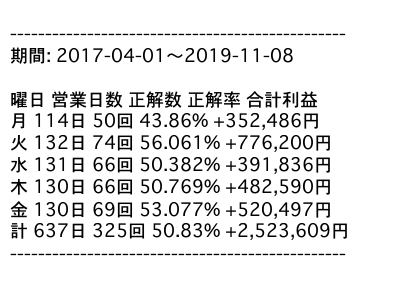 ------------------------------------------------
期間: 2017-04-01～2019-11-08
曜日 営業日数 正解数 正解率 合計利益
月 114日 50回 43.86% +352,486円
火 132日 74回 56.061% +776,200円
水 131日 66回 50.382% +391,836円
木 130日 66回 50.769% +482,590円
金 130日 69回 53.077% +520,497円
計 637日 325回 50.83% +2,523,609円
------------------------------------------------